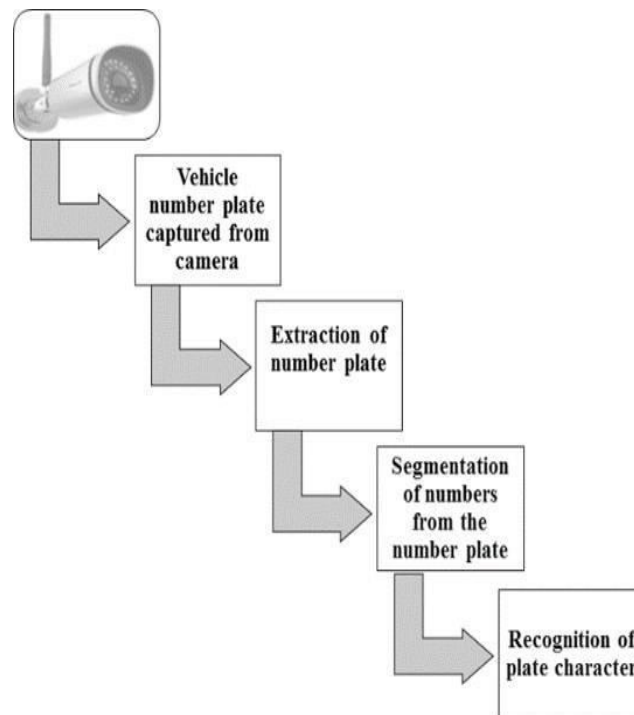 Vehicle
number plate
captured from
camera
Extraction of
number plate
Segmentation
of numbers
from the
number plate
Recognition of
plate character